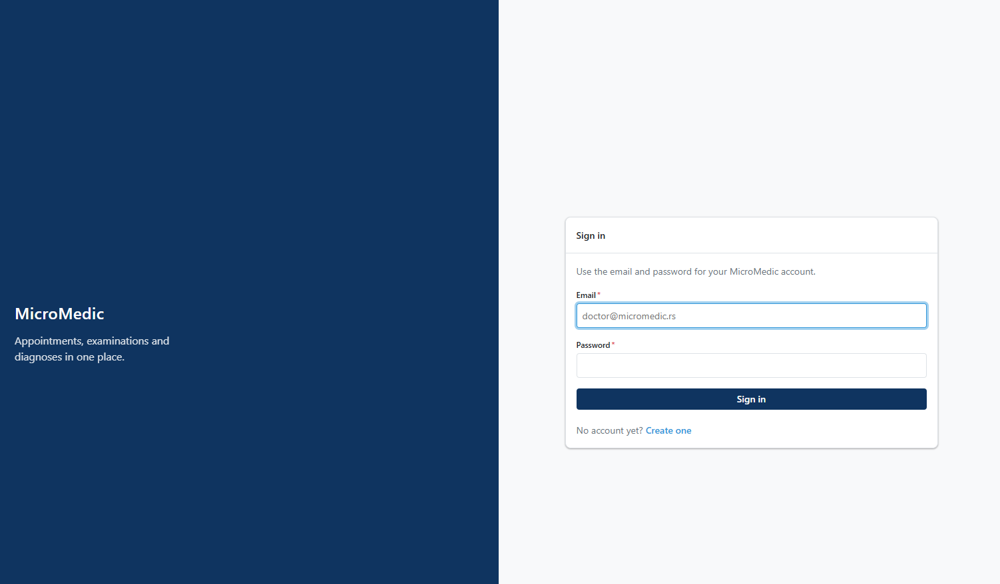 MicroMedic
Appointments, examinations and
diagnoses in one place.
Sign in
Use the email and password for your MicroMedic account.
Email *
doctor@micromedic.rs
Password *
Sign in
No account yet? Create one